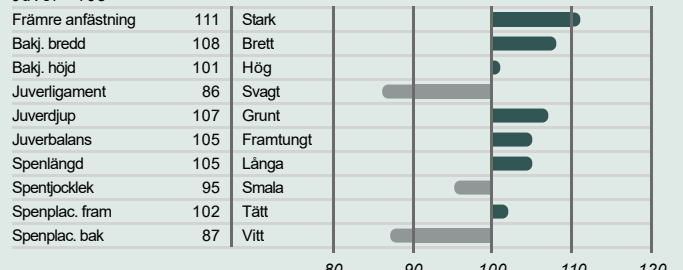 Främre anfästning 111 Stark
Bakj. bredd 108 Brett
Bakj. höjd 101 Hög
Juverligament 86 Svagt
Juverdjup 107 Grunt
Juverbalans 105 Framtungt
Spenlängd 105 Långa
Spentjocklek 95 Smala
Spenplac. fram 102 Tätt
Spenplac. bak 87 Vitt
80 90 100 110 120